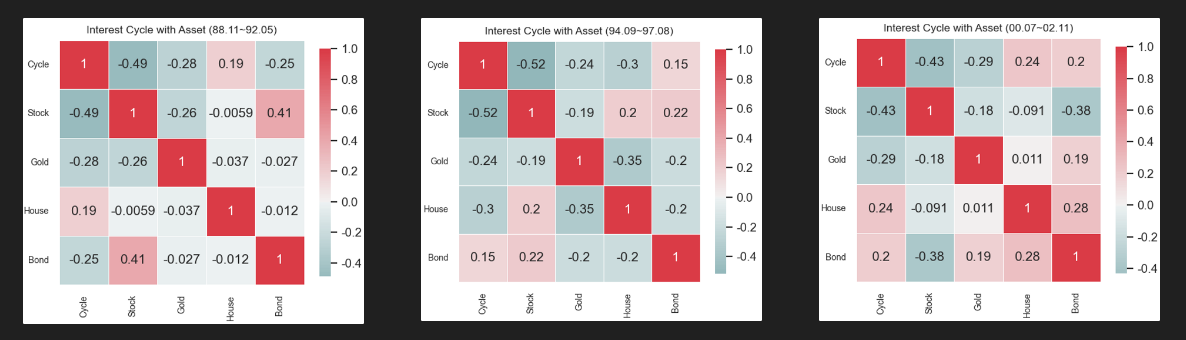 Interest Cycle with Asset (88.11~92.05)
Cycle 1 -0.49 -0.28 0.19 -0.25
Stock -0.49 1 -0.26 -0.0059 0.41
Gold -0.28 -0.26 1 -0.037 -0.027
House 0.19 -0.0059 -0.037 1 -0.012
Bond -0.25 0.41 -0.027 -0.012 1
Cycle Stock Gold House Bond
1.0
0.8
0.6
0.4
0.2
0.0
-0.2
-0.4
Interest Cycle with Asset (94.09~97.08)
Cycle 1 -0.52 -0.24 -0.3 0.15
Stock -0.52 1 -0.19 0.2 0.22
Gold -0.24 -0.19 1 -0.35 -0.2
House -0.3 0.2 -0.35 1 -0.2
Bond 0.15 0.22 -0.2 -0.2 1
Cycle Stock Gold House Bond
1.0
0.8
0.6
0.4
0.2
0.0
-0.2
-0.4
Interest Cycle with Asset (00.07~02.11)
Cycle 1 -0.43 -0.29 0.24 0.2
Stock -0.43 1 -0.18 -0.091 -0.38
Gold -0.29 -0.18 1 0.011 0.19
House 0.24 -0.091 0.011 1 0.28
Bond 0.2 -0.38 0.19 0.28 1
Cycle Stock Gold House Bond
1.0
0.8
0.6
0.4
0.2
0.0
-0.2
-0.4